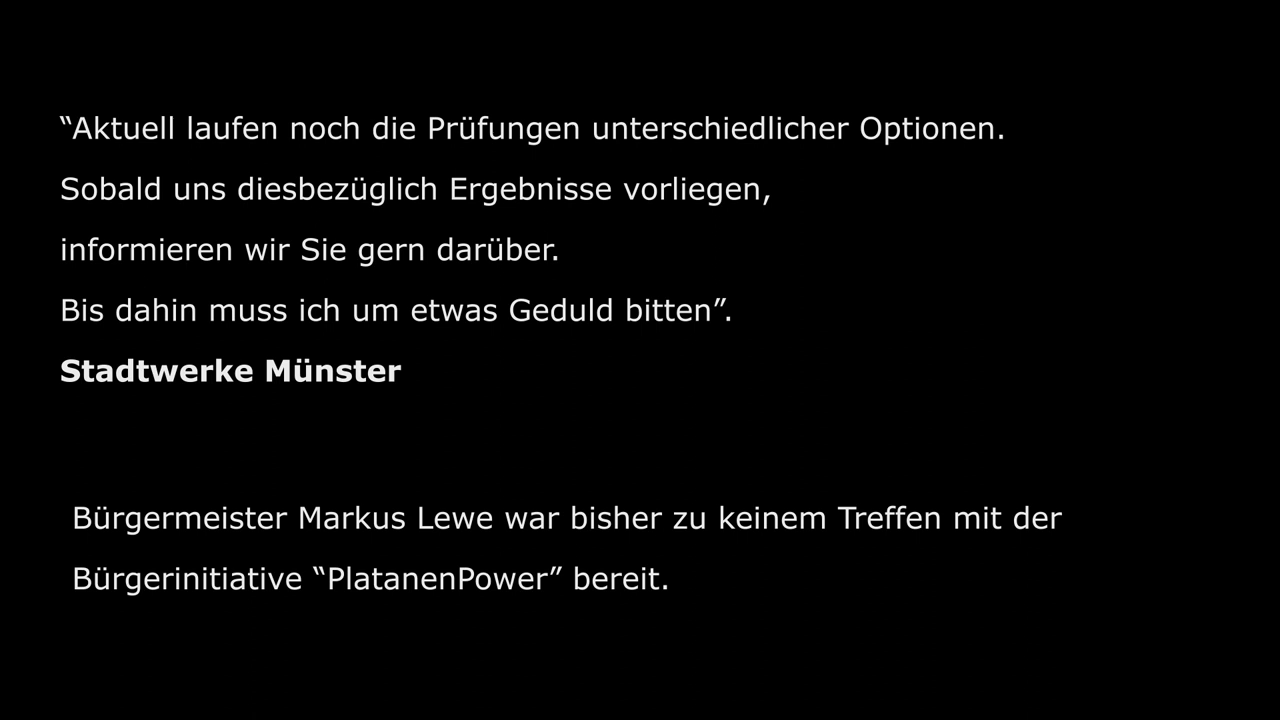 “Aktuell laufen noch die Prüfungen unterschiedlicher Optionen.
Sobald uns diesbezüglich Ergebnisse vorliegen,
informieren wir Sie gern darüber.
Bis dahin muss ich um etwas Geduld bitten”.
Stadtwerke Münster
Bürgermeister Markus Lewe war bisher zu keinem Treffen mit der
Bürgerinitiative “PlatanenPower” bereit.